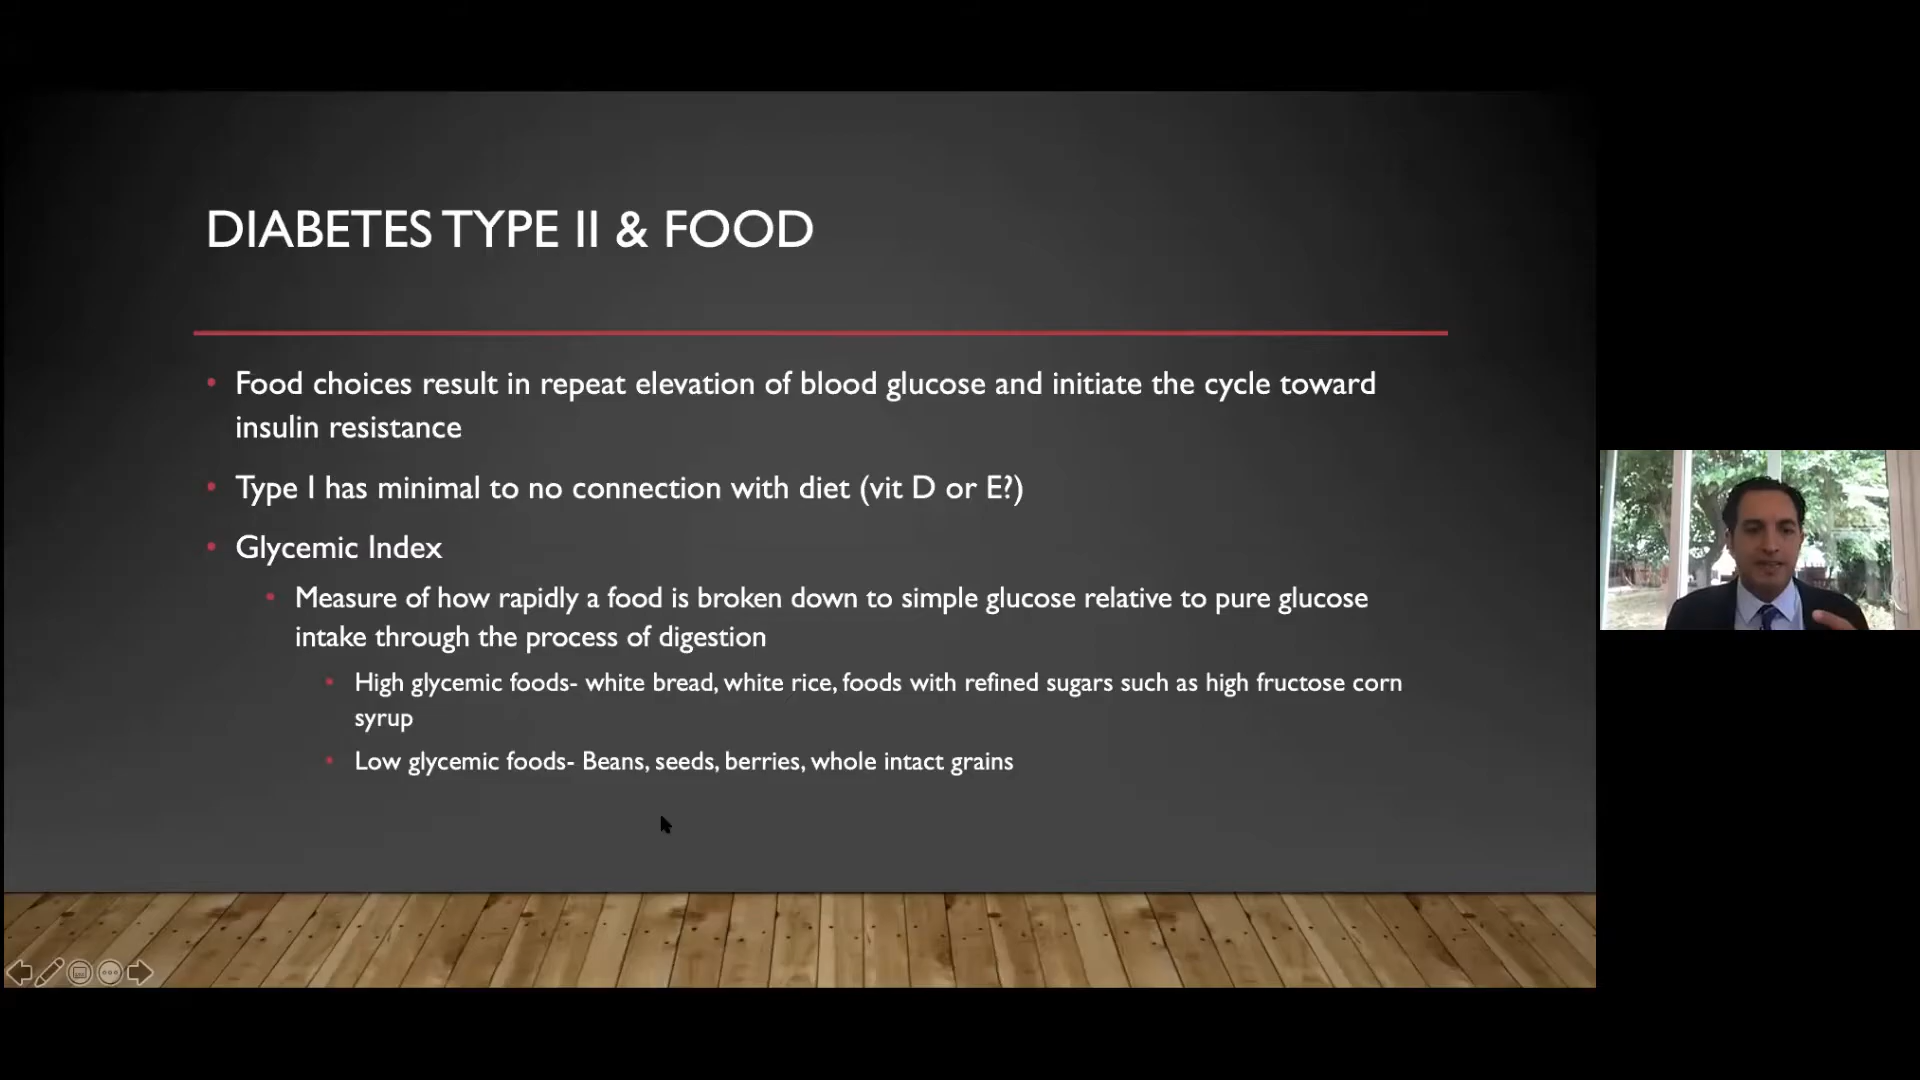 DIABETES TYPE II & FOOD
• Food choices result in repeat elevation of blood glucose and initiate the cycle toward
insulin resistance
• Type I has minimal to no connection with diet (vit D or E?)
• Glycemic Index
• Measure of how rapidly a food is broken down to simple glucose relative to pure glucose
intake through the process of digestion
• High glycemic foods- white bread, white rice, foods with refined sugars such as high fructose corn
syrup
• Low glycemic foods- Beans, seeds, berries, whole intact grains